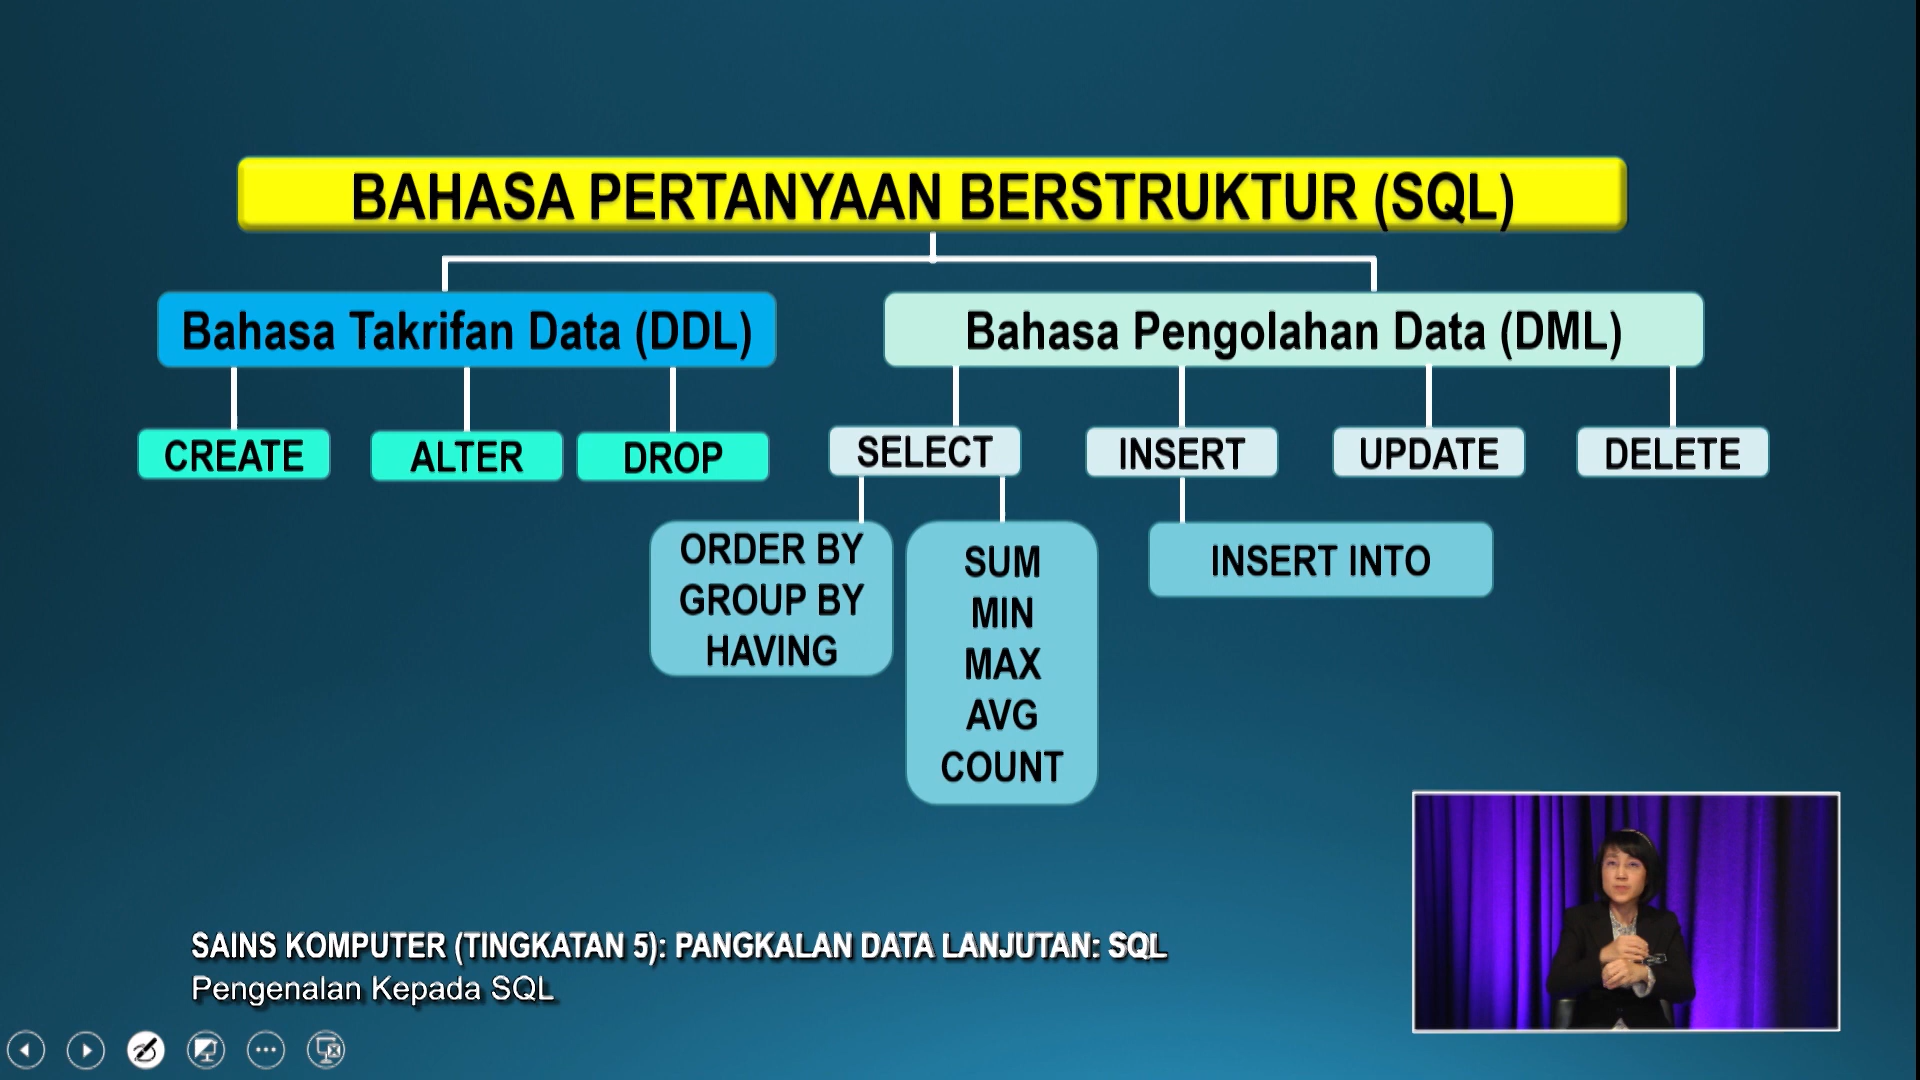 BAHASA PERTANYAAN BERSTRUKTUR (SQL)
Bahasa Takrifan Data (DDL)
Bahasa Pengolahan Data (DML)
CREATE
ALTER
DROP
SELECT
INSERT
UPDATE
DELETE
ORDER BY
GROUP BY
HAVING
SUM
MIN
MAX
AVG
COUNT
INSERT INTO
SAINS KOMPUTER (TINGKATAN 5): PANGKALAN DATA LANJUTAN: SQL
Pengenalan Kepada SQL